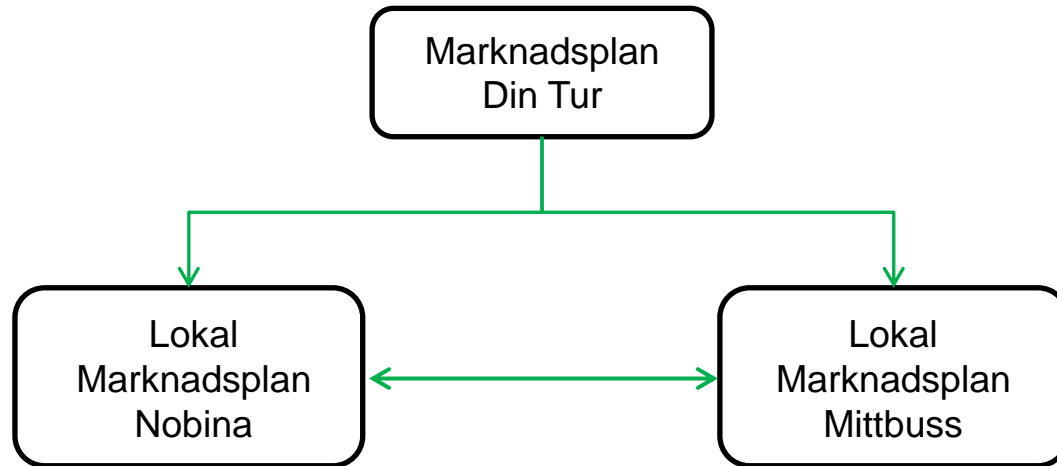 Marknadsplan
Din Tur
Lokal
Marknadsplan
Nobina
Lokal
Marknadsplan
Mittbuss